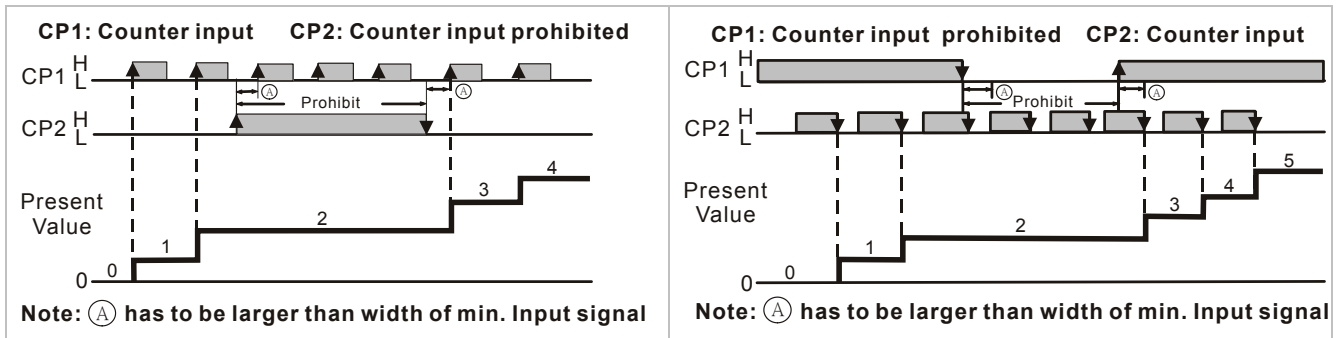 CP1: Counter input CP2: Counter input prohibited
CP1 H
L
Ⓐ Prohibit Ⓐ
CP2 H
L
4
3
Present
Value
2
1
0 0
Note: Ⓐ has to be larger than width of min. Input signal
CP1: Counter input prohibited CP2: Counter input
CP1 H
L
Ⓐ Prohibit Ⓐ
CP2 H
L
5
4
Present
Value
3
2
1
0 0
Note: Ⓐ has to be larger than width of min. Input signal